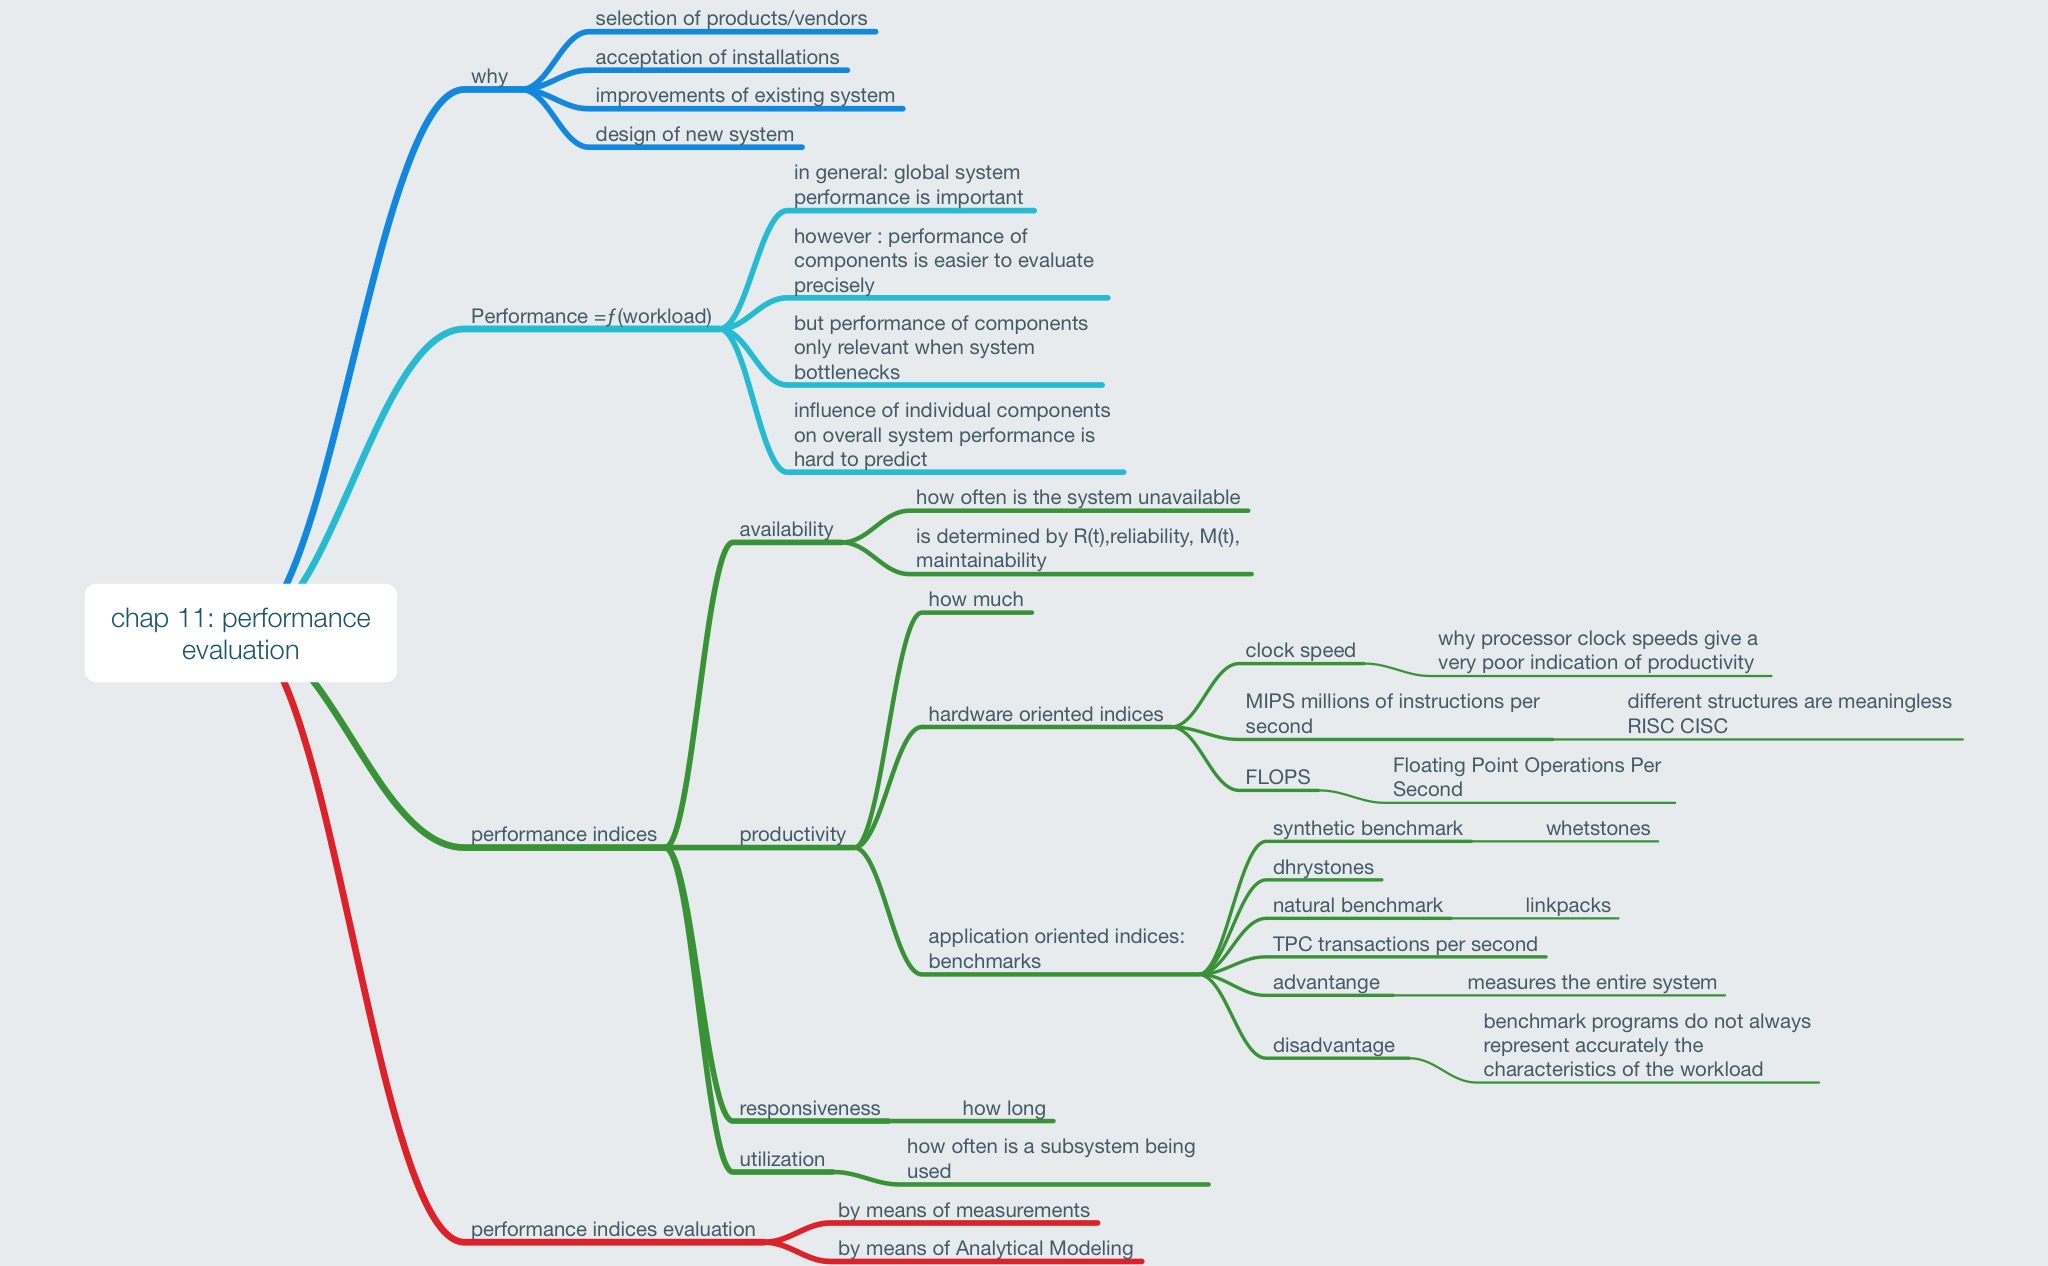 selection of products/vendors
acceptation of installations
why
improvements of existing system
design of new system
in general: global system
performance is important
however : performance of
components is easier to evaluate
precisely
Performance =ƒ(workload)
but performance of components
only relevant when system
bottlenecks
influence of individual components
on overall system performance is
hard to predict
how often is the system unavailable
availability
is determined by R(t),reliability, M(t),
maintainability
chap 11: performance
evaluation
how much
clock speed
why processor clock speeds give a
very poor indication of productivity
hardware oriented indices
MIPS millions of instructions per
second
different structures are meaningless
RISC CISC
FLOPS
Floating Point Operations Per
Second
performance indices
productivity
synthetic benchmark
whetstones
dhrystones
natural benchmark
linkpacks
application oriented indices:
benchmarks
TPC transactions per second
advantange
measures the entire system
disadvantage
benchmark programs do not always
represent accurately the
characteristics of the workload
responsiveness
how long
utilization
how often is a subsystem being
used
performance indices evaluation
by means of measurements
by means of Analytical Modeling